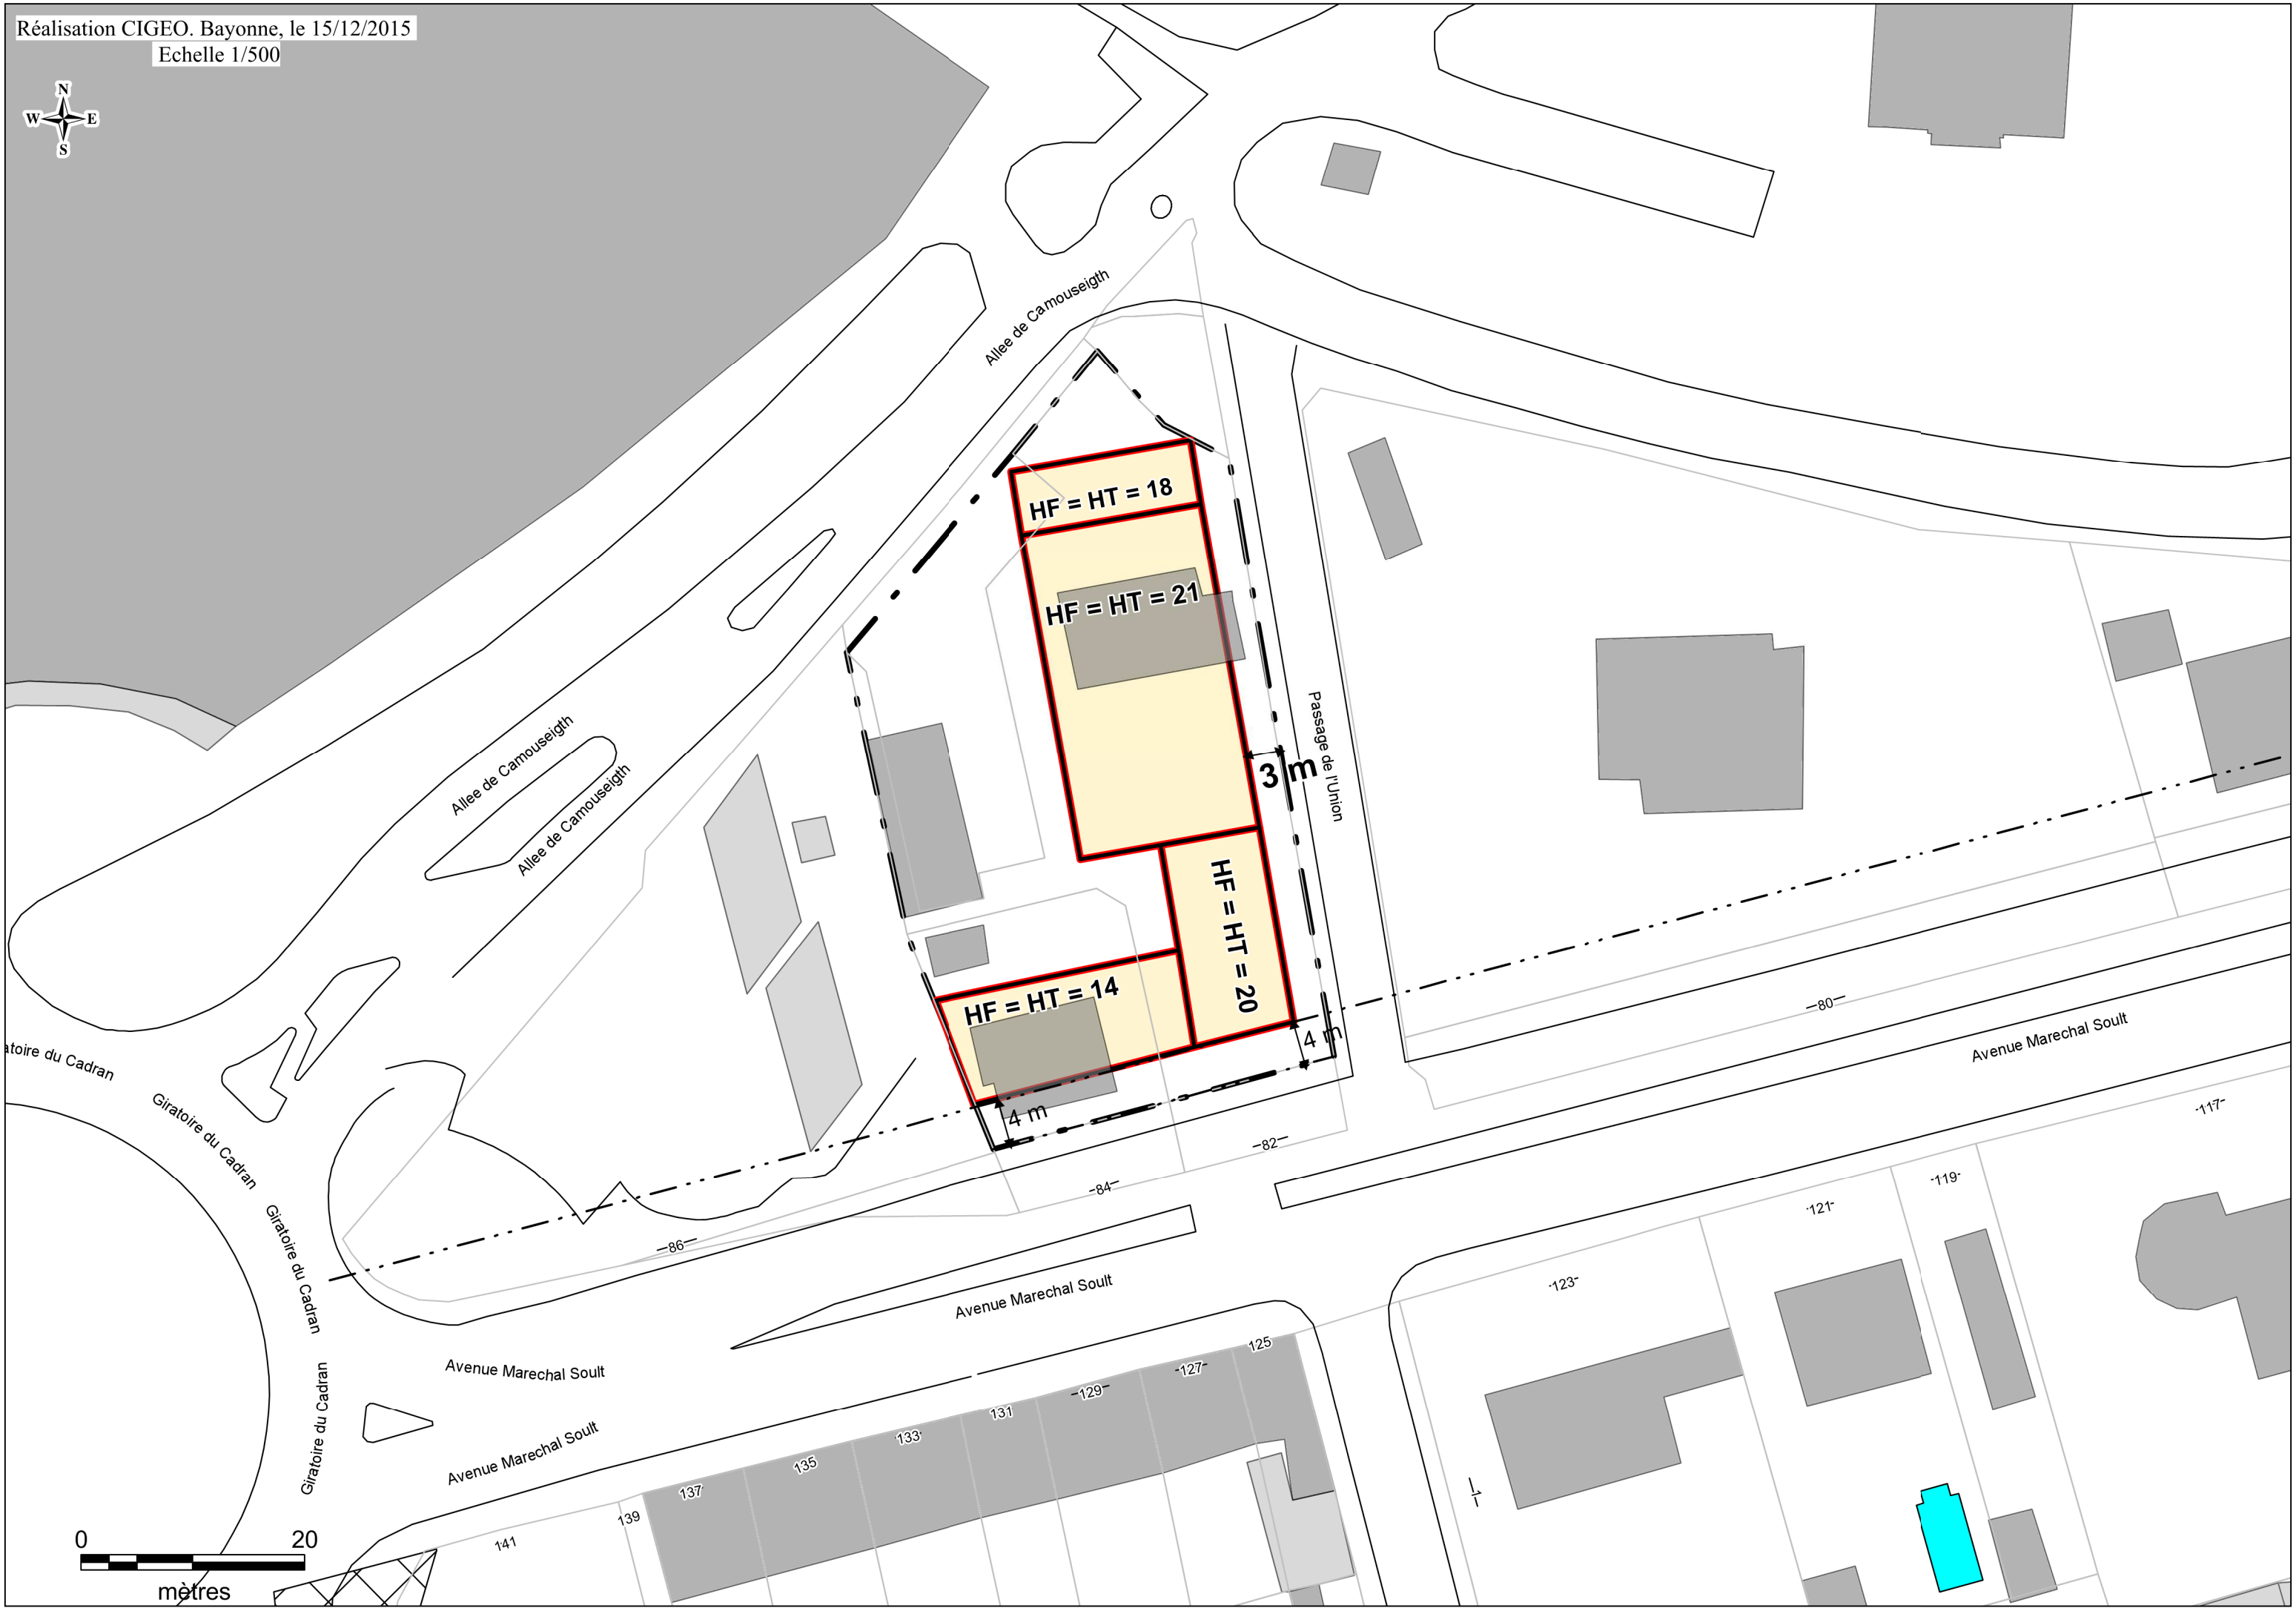 Réalisation CIGEO. Bayonne, le 15/12/2015
Echelle 1/500
N
W E
S
Allee de Camouseigth
HF = HT = 18
HF = HT = 21
Passage de l'Union
3 m
Allee de Camouseigth
Allee de Camouseigth
HF = HT = 20
HF = HT = 14
4 m
4 m
80
Avenue Marechal Soult
atoire du Cadran
Giratoire du Cadran
Giratoire du Cadran
Giratoire du Cadran
82
84
86
117
119
121
123
Avenue Marechal Soult
Avenue Marechal Soult
Avenue Marechal Soult
125
127
129
131
133
135
137
139
141
1
0 20
mètres